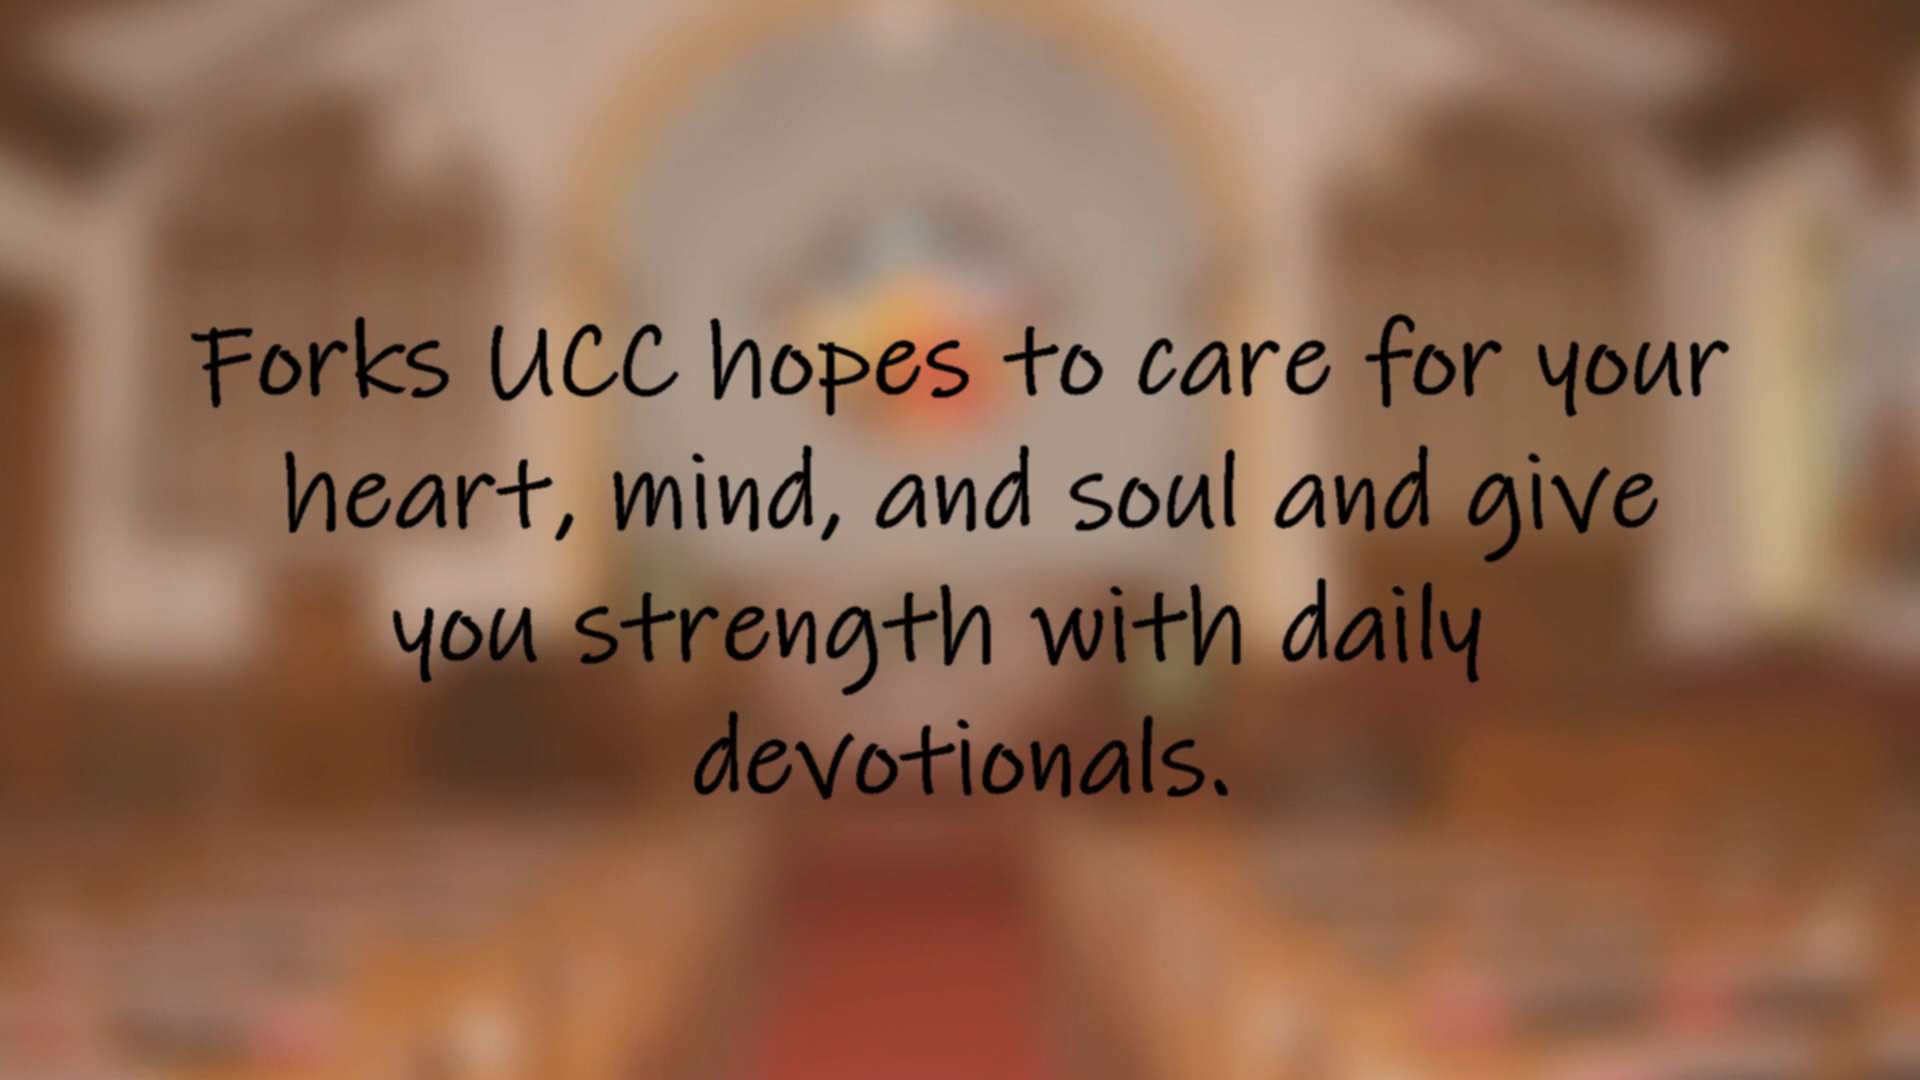 Forks UCC hopes to care for your
heart, mind, and soul and give
you strength with daily
devotionals.